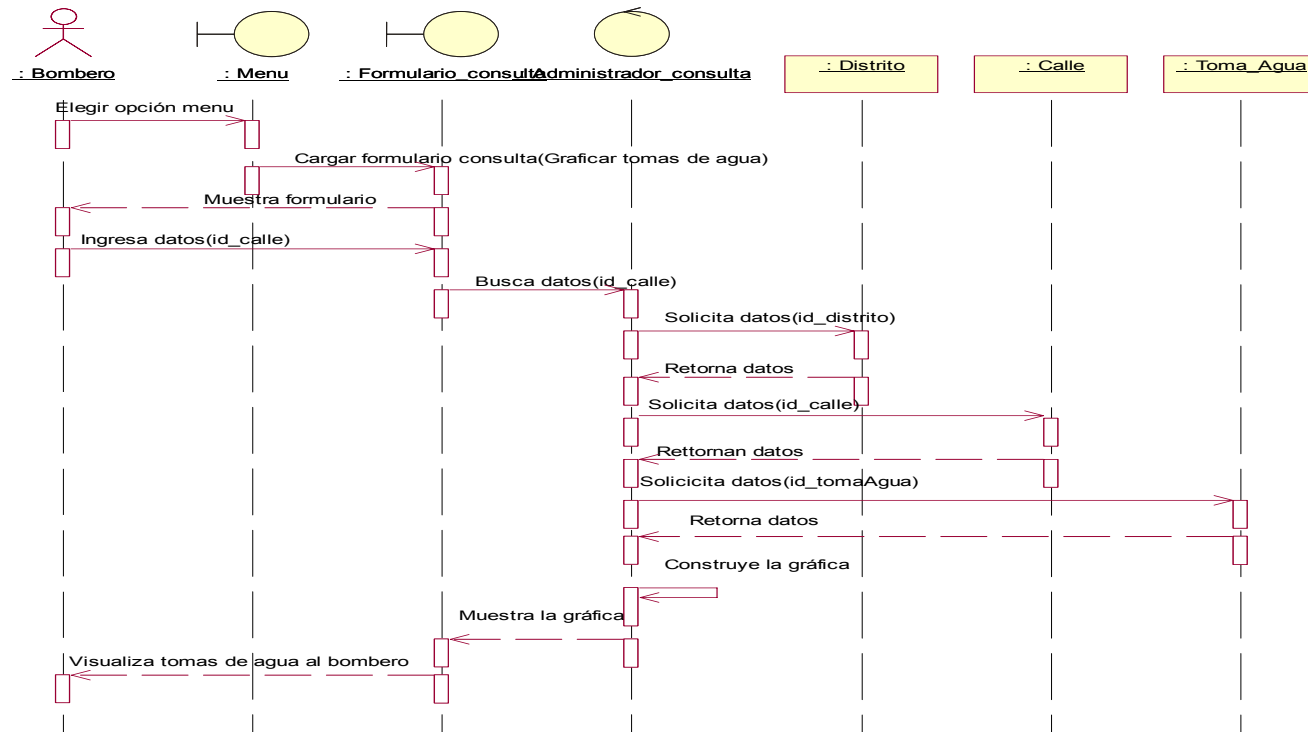 : Bombero
: Menu
: Formulario_consulta
: Administrador_consulta
: Distrito
: Calle
: Toma_Agua
Elegir opción menu
Cargar formulario consulta(Graficar tomas de agua)
Muestra formulario
Ingresa datos(id_calle)
Busca datos(id_calle)
Solicita datos(id_distrito)
Retorna datos
Solicita datos(id_calle)
Rettornan datos
Solicicita datos(id_tomaAgua)
Retorna datos
Construye la gráfica
Muestra la gráfica
Visualiza tomas de agua al bombero